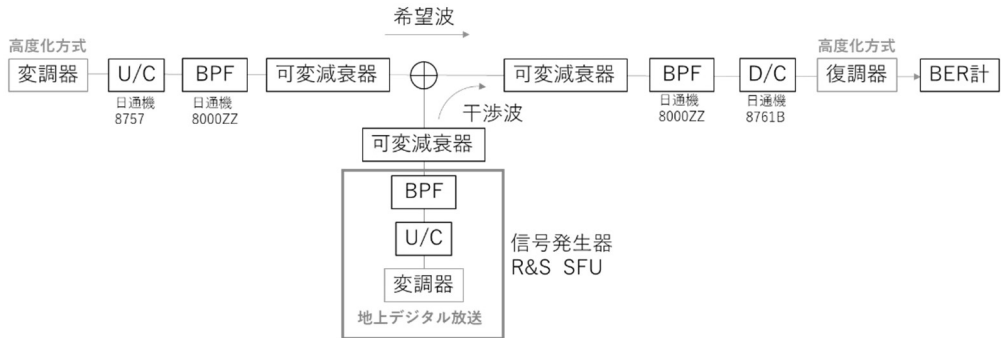 希望波
高度化方式
変調器
U/C
日通機
8757
BPF
日通機
8000ZZ
可変減衰器
干渉波
可変減衰器
BPF
日通機
8000ZZ
D/C
日通機
8761B
高度化方式
復調器
BER計
可変減衰器
BPF
U/C
変調器
地上デジタル放送
信号発生器
R&S SFU